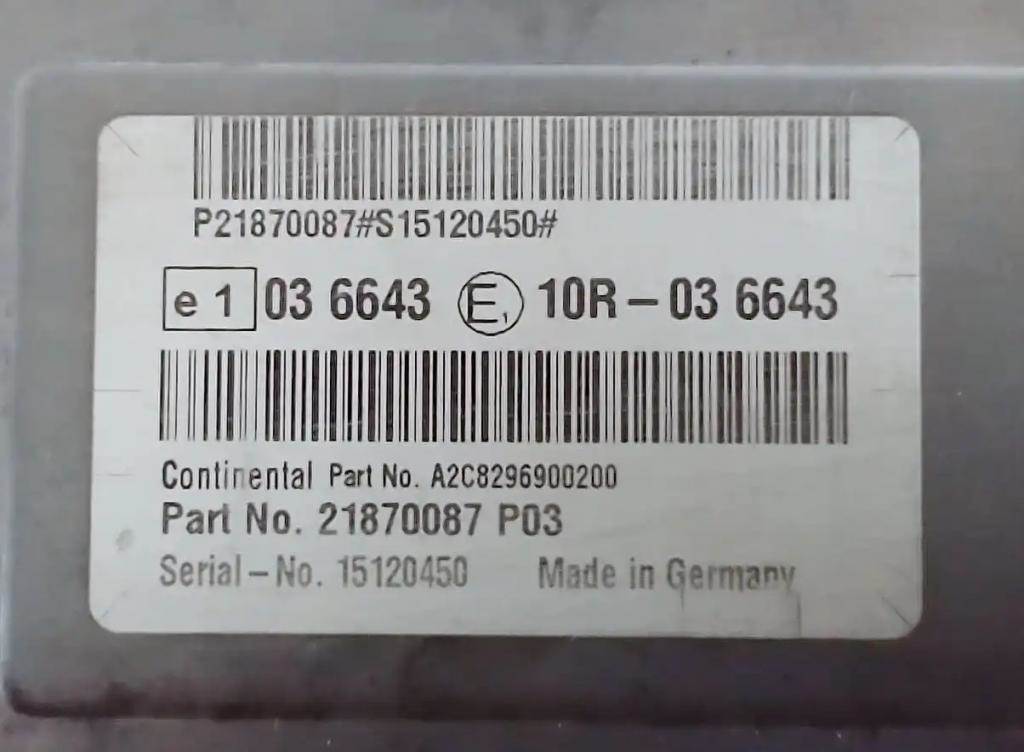 P21870087#S15120450#
e 1 03 6643 E1 10R – 03 6643
Continental Part No. A2C8296900200
Part No. 21870087 P03
Serial – No. 15120450 Made in Germany